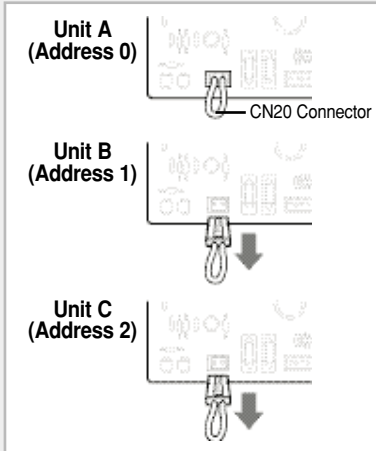 Unit A
(Address 0)
CN20 Connector
Unit B
(Address 1)
Unit C
(Address 2)